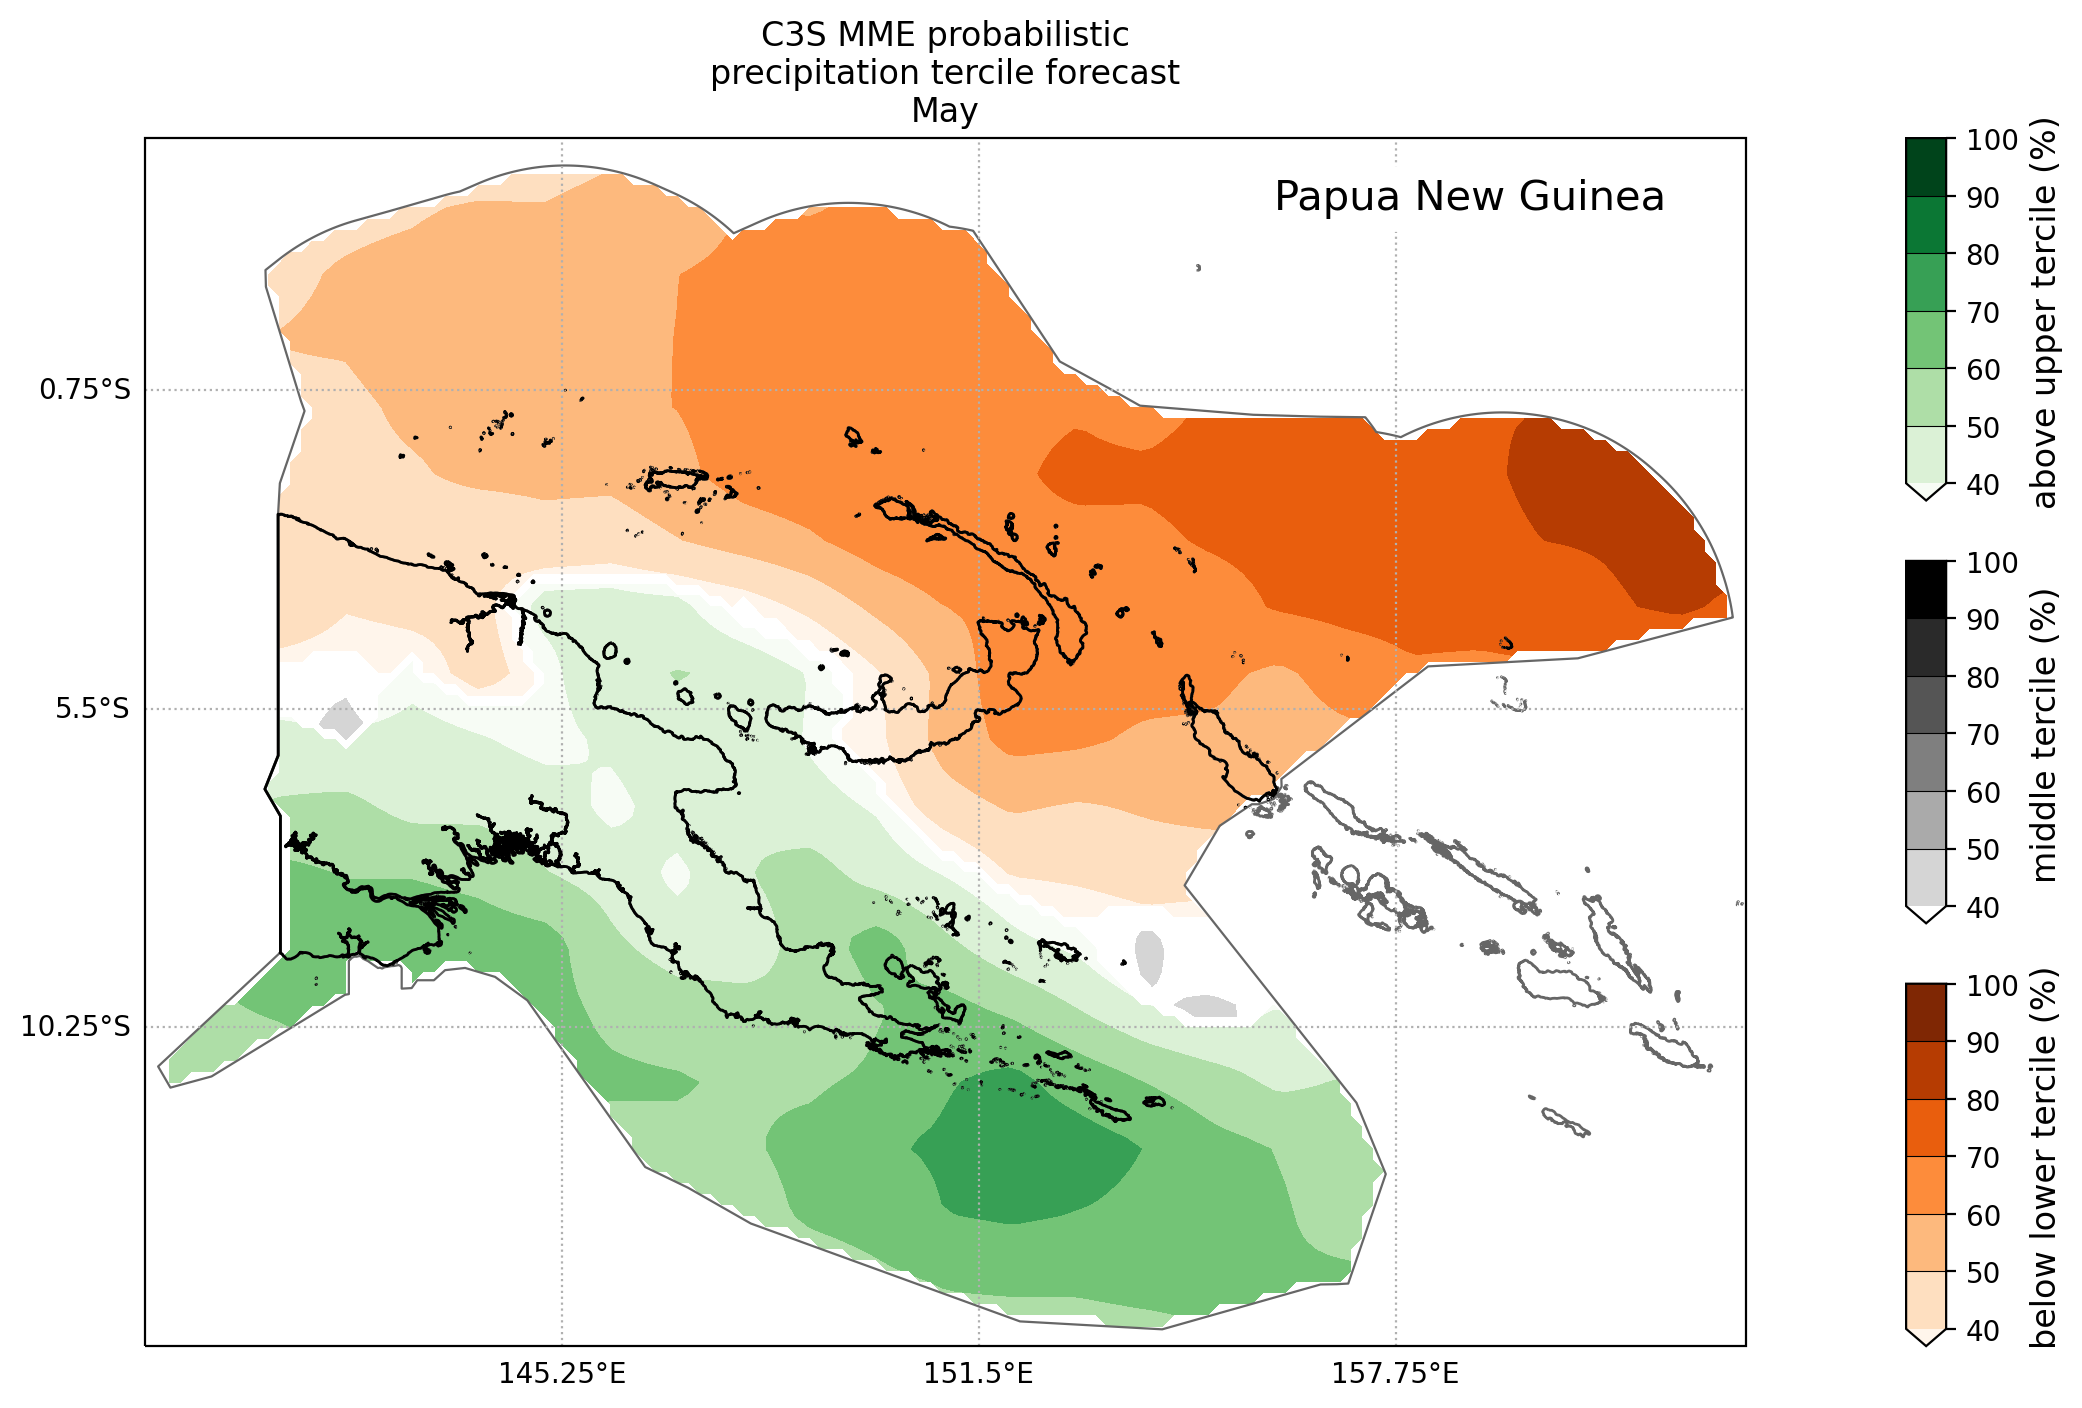 C3S MME probabilistic
precipitation tercile forecast
May
Papua New Guinea
0.75°S
5.5°S
10.25°S
145.25°E
151.5°E
157.75°E
100
90
80
70
60
50
40
above upper tercile (%)
100
90
80
70
60
50
40
middle tercile (%)
100
90
80
70
60
50
40
below lower tercile (%)